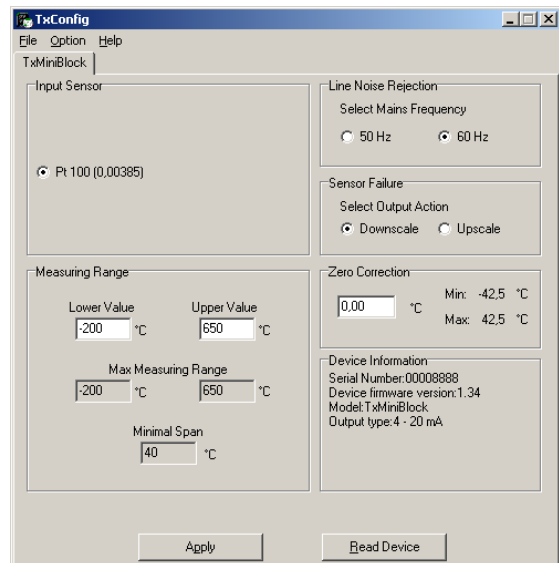 TxConfig
File Option Help
TxMiniBlock
Input Sensor
Pt 100 (0,00385)
Line Noise Rejection
Select Mains Frequency
50 Hz 60 Hz
Sensor Failure
Select Output Action
Downscale Upscale
Measuring Range
Lower Value Upper Value
-200 °C 650 °C
Max Measuring Range
-200 °C 650 °C
Minimal Span
40 °C
Zero Correction
0,00 °C
Min: -42,5 °C
Max: 42,5 °C
Device Information
Serial Number:00008888
Device firmware version:1.34
Model:TxMiniBlock
Output type:4 - 20 mA
Apply Read Device